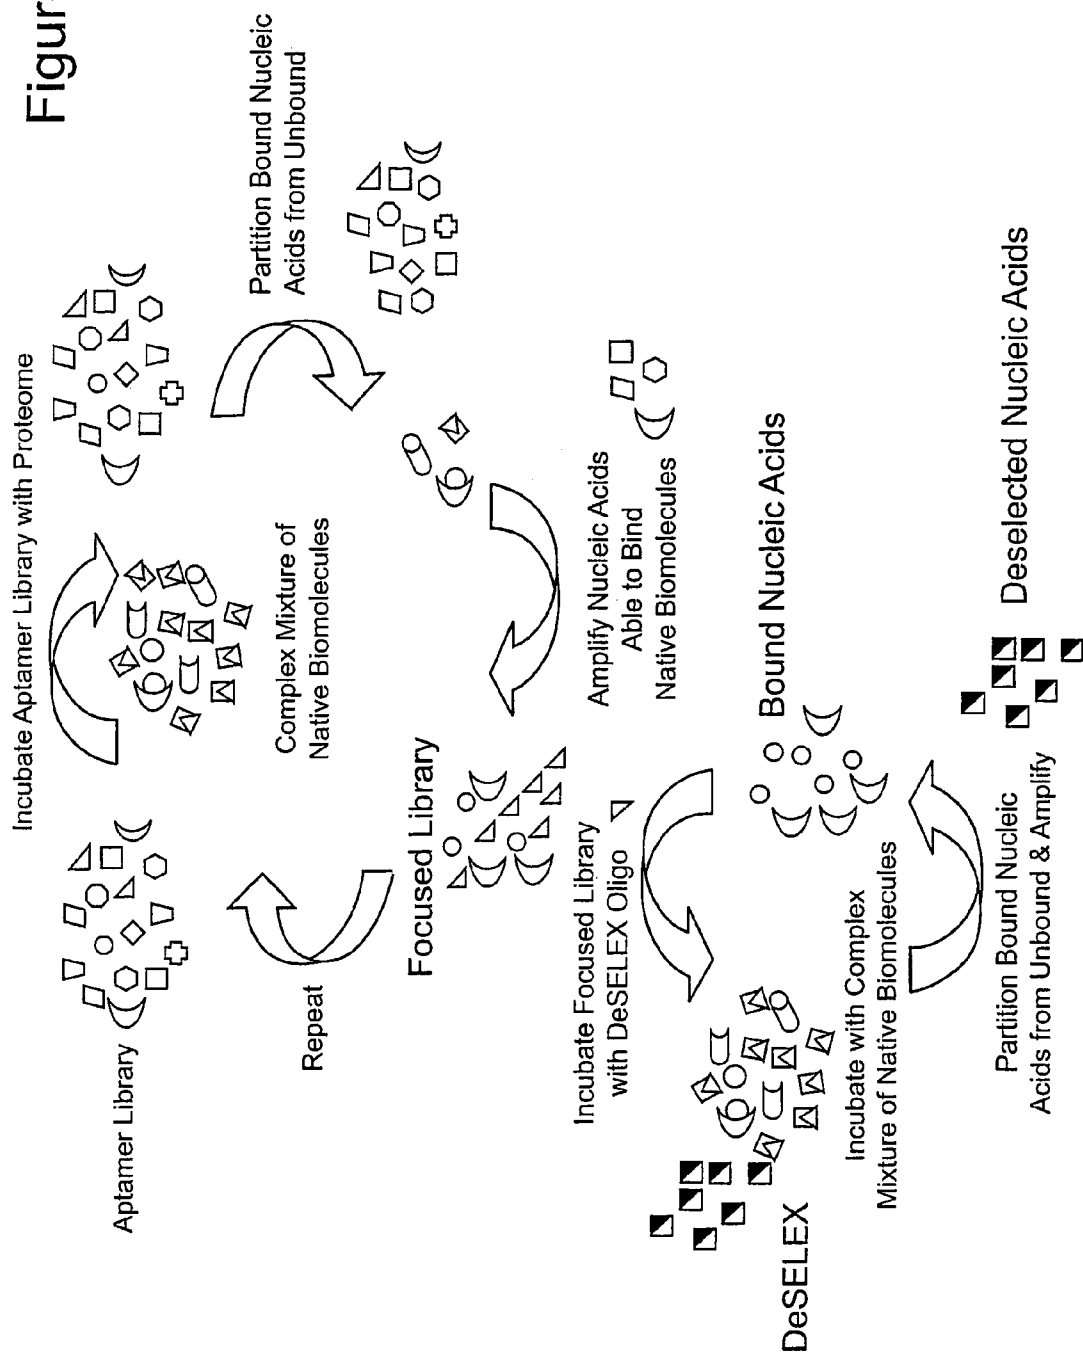 Figur
Incubate Aptamer Library with Proteome
Aptamer Library
Complex Mixture of
Native Biomolecules
Partition Bound Nucleic
Acids from Unbound
Repeat
Focused Library
Amplify Nucleic Acids
Able to Bind
Native Biomolecules
Incubate Focused Library
with DeSELEX Oligo
DeSELEX
Incubate with Complex
Mixture of Native Biomolecules
Bound Nucleic Acids
Partition Bound Nucleic
Acids from Unbound & Amplify
Deselected Nucleic Acids